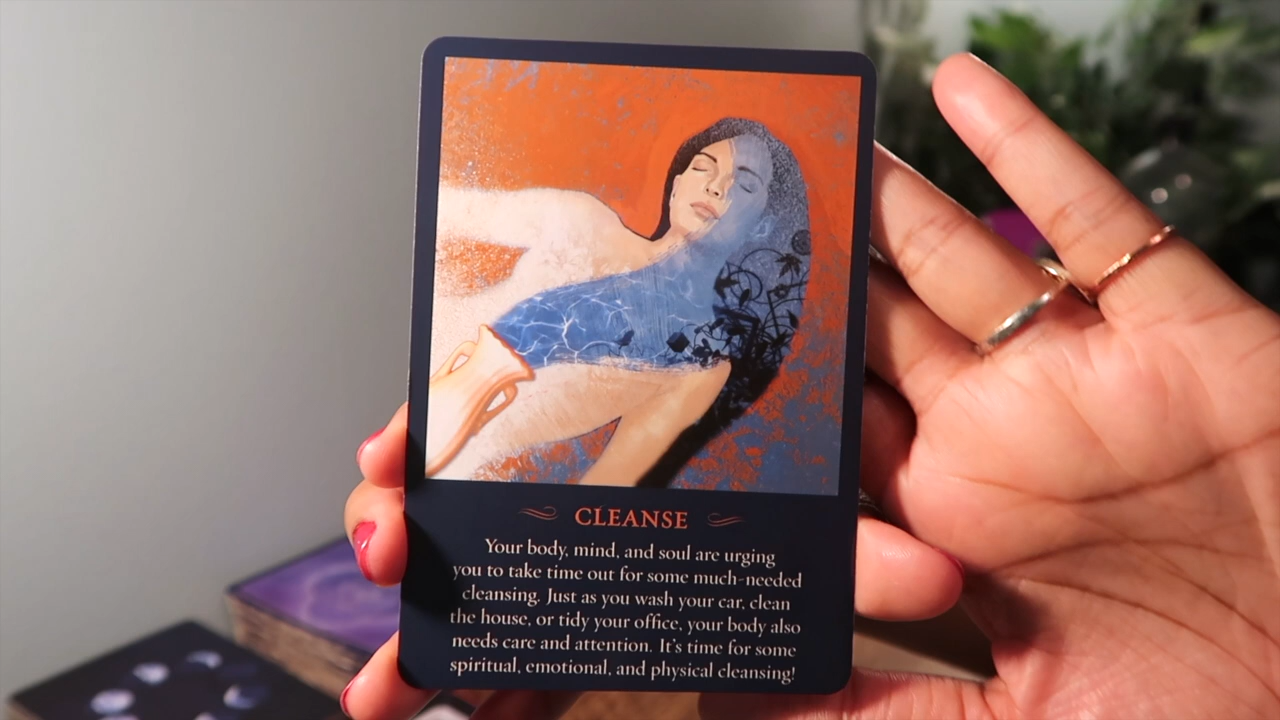 CLEANSE
Your body, mind, and soul are urging
you to take time out for some much-needed
cleansing. Just as you wash your car, clean
the house, or tidy your office, your body also
needs care and attention. It's time for some
spiritual, emotional, and physical cleansing!